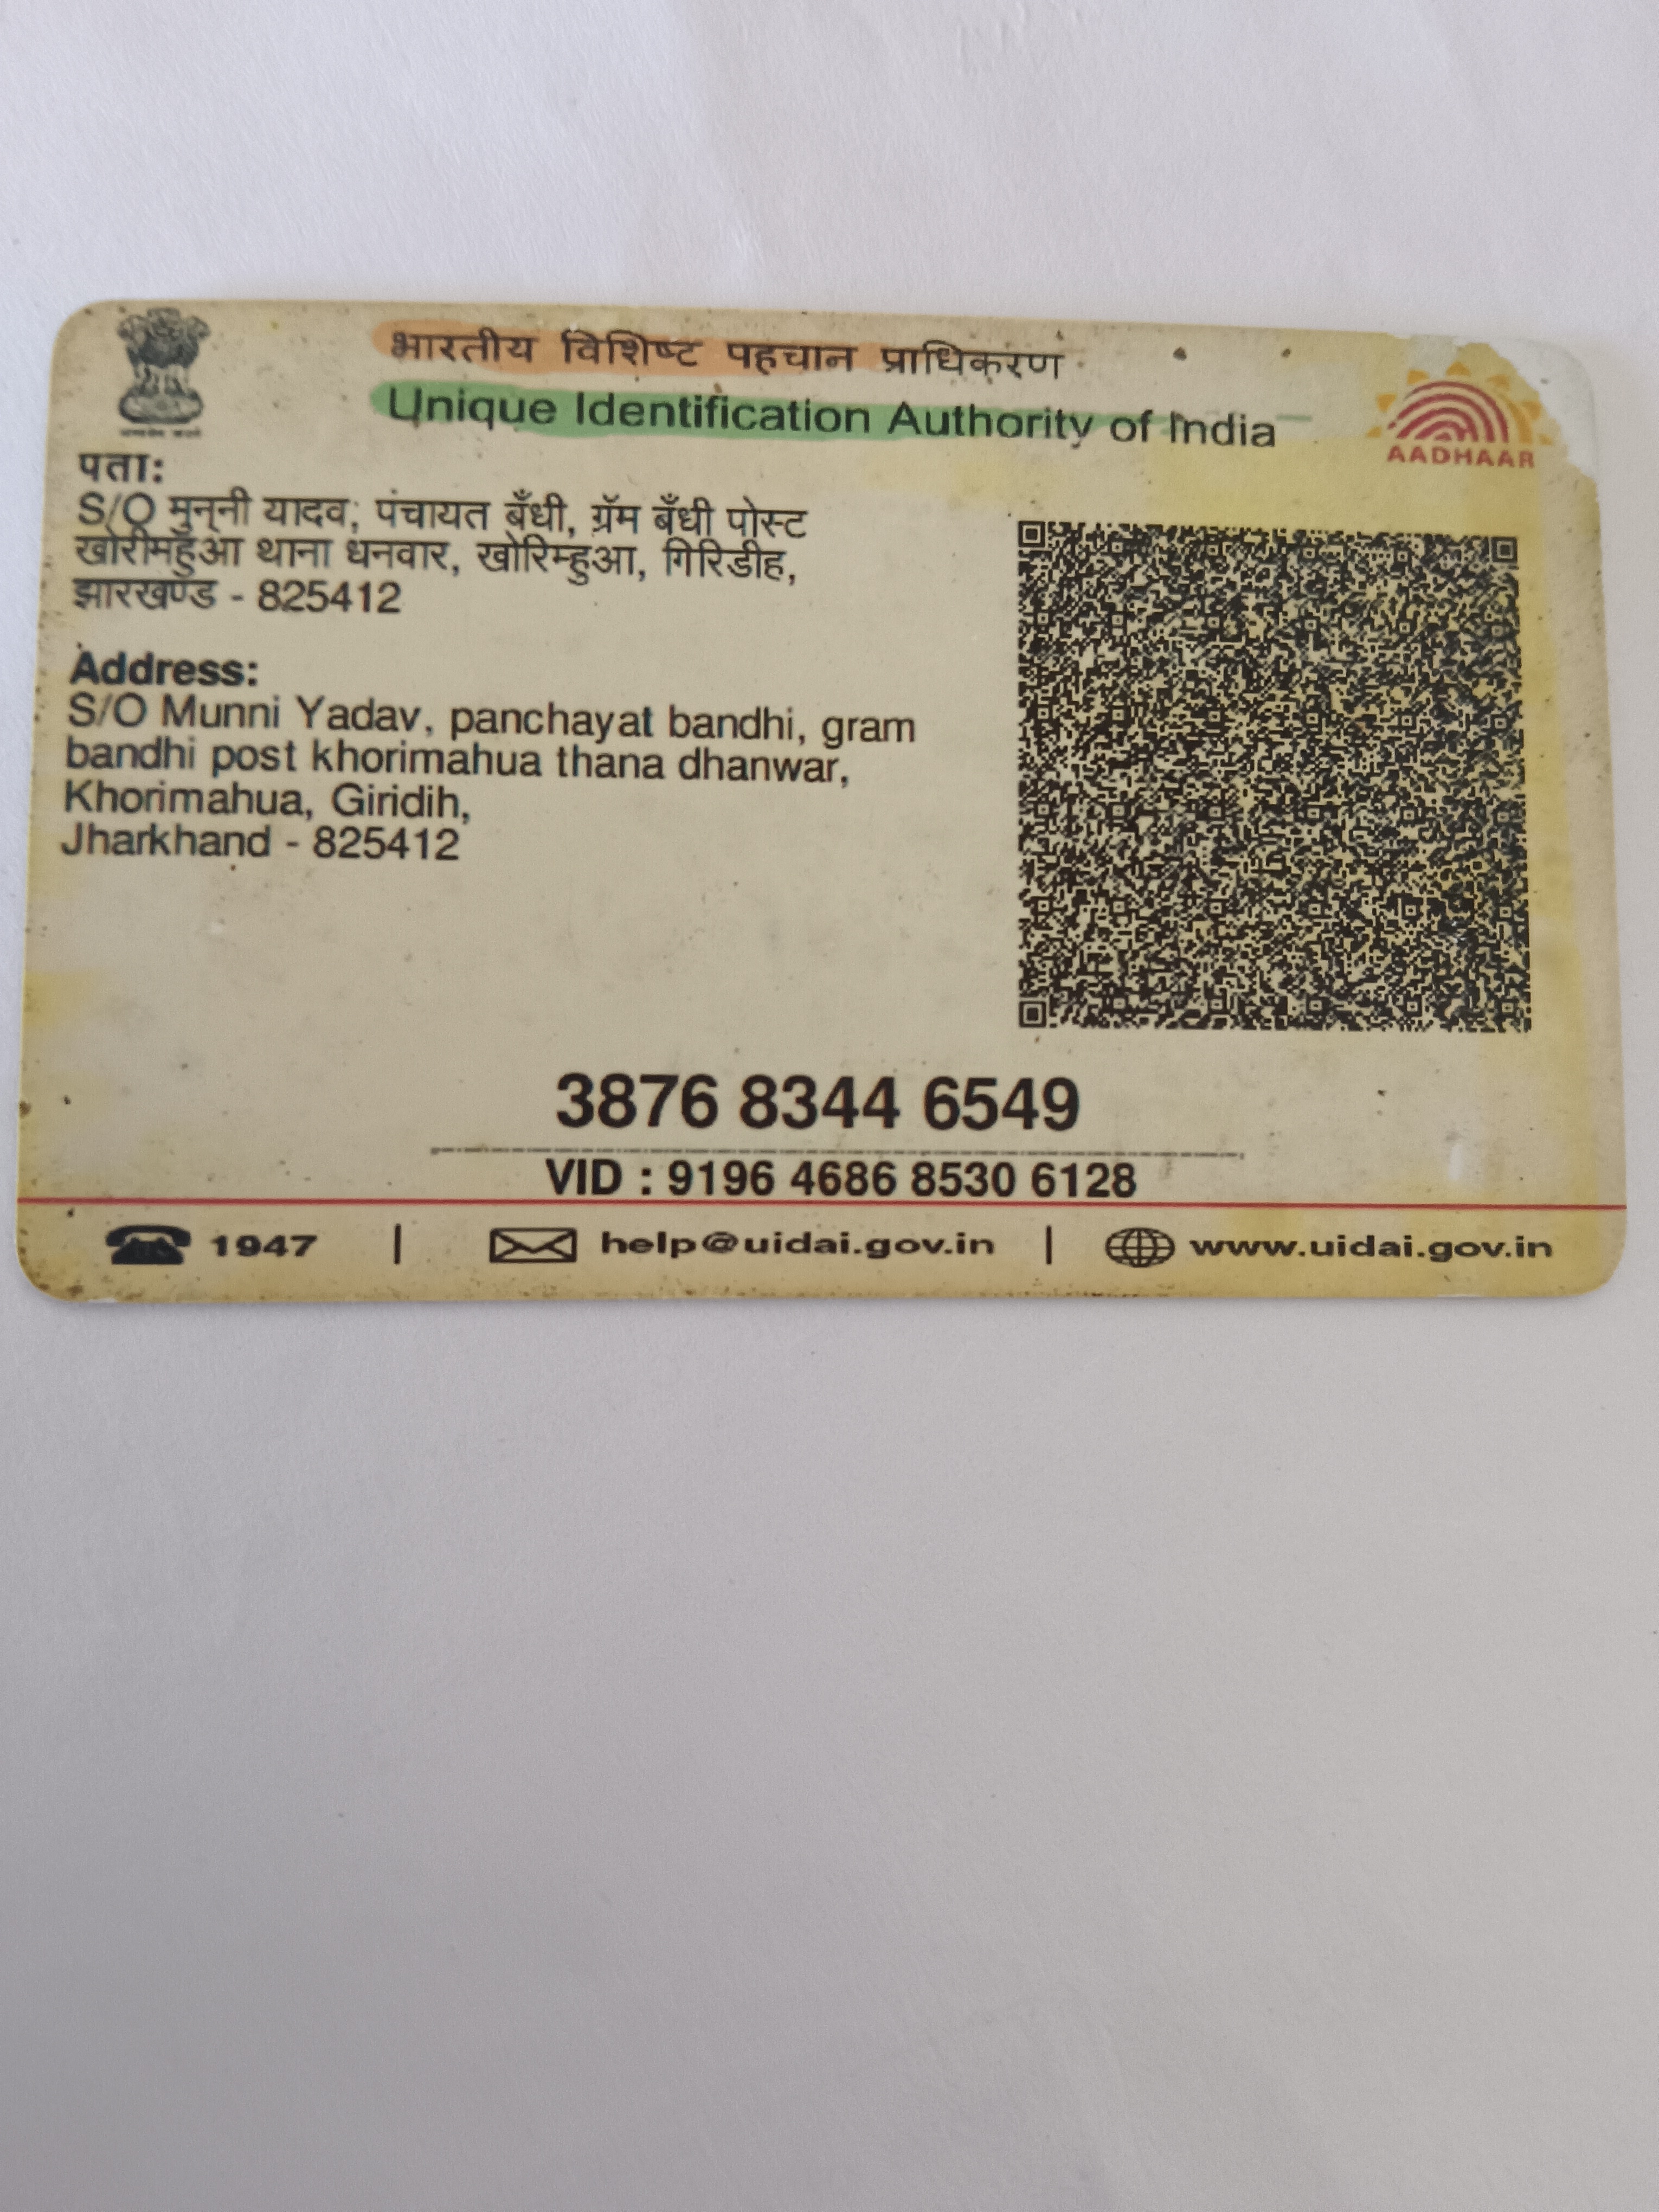 भारतीय विशिष्ट पहचान प्राधिकरण
Unique Identification Authority of India
AADHAAR
पता:
S/O मुन्नी यादव, पंचायत बँधी, ग्रॅम बँधी पोस्ट
खोरीमहुआ थाना धनवार, खोरिम्हुआ, गिरिडीह,
झारखण्ड - 825412
Address:
S/O Munni Yadav, panchayat bandhi, gram
bandhi post khorimahua thana dhanwar,
Khorimahua, Giridih,
Jharkhand - 825412
3876 8344 6549
VID : 9196 4686 8530 6128
1947 | help@uidai.gov.in | www.uidai.gov.in